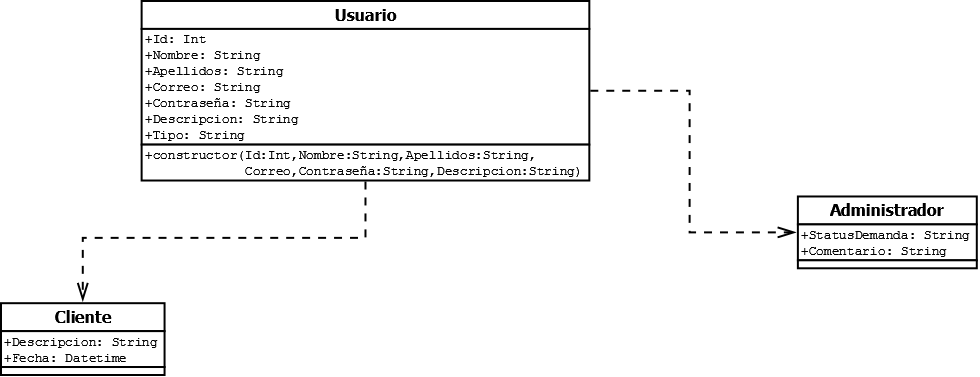 Usuario
+Id: Int
+Nombre: String
+Apellidos: String
+Correo: String
+Contraseña: String
+Descripcion: String
+Tipo: String
+constructor(Id:Int,Nombre:String,Apellidos:String,
Correo,Contraseña:String,Descripcion:String)
Administrador
+StatusDemanda: String
+Comentario: String
Cliente
+Descripcion: String
+Fecha: Datetime